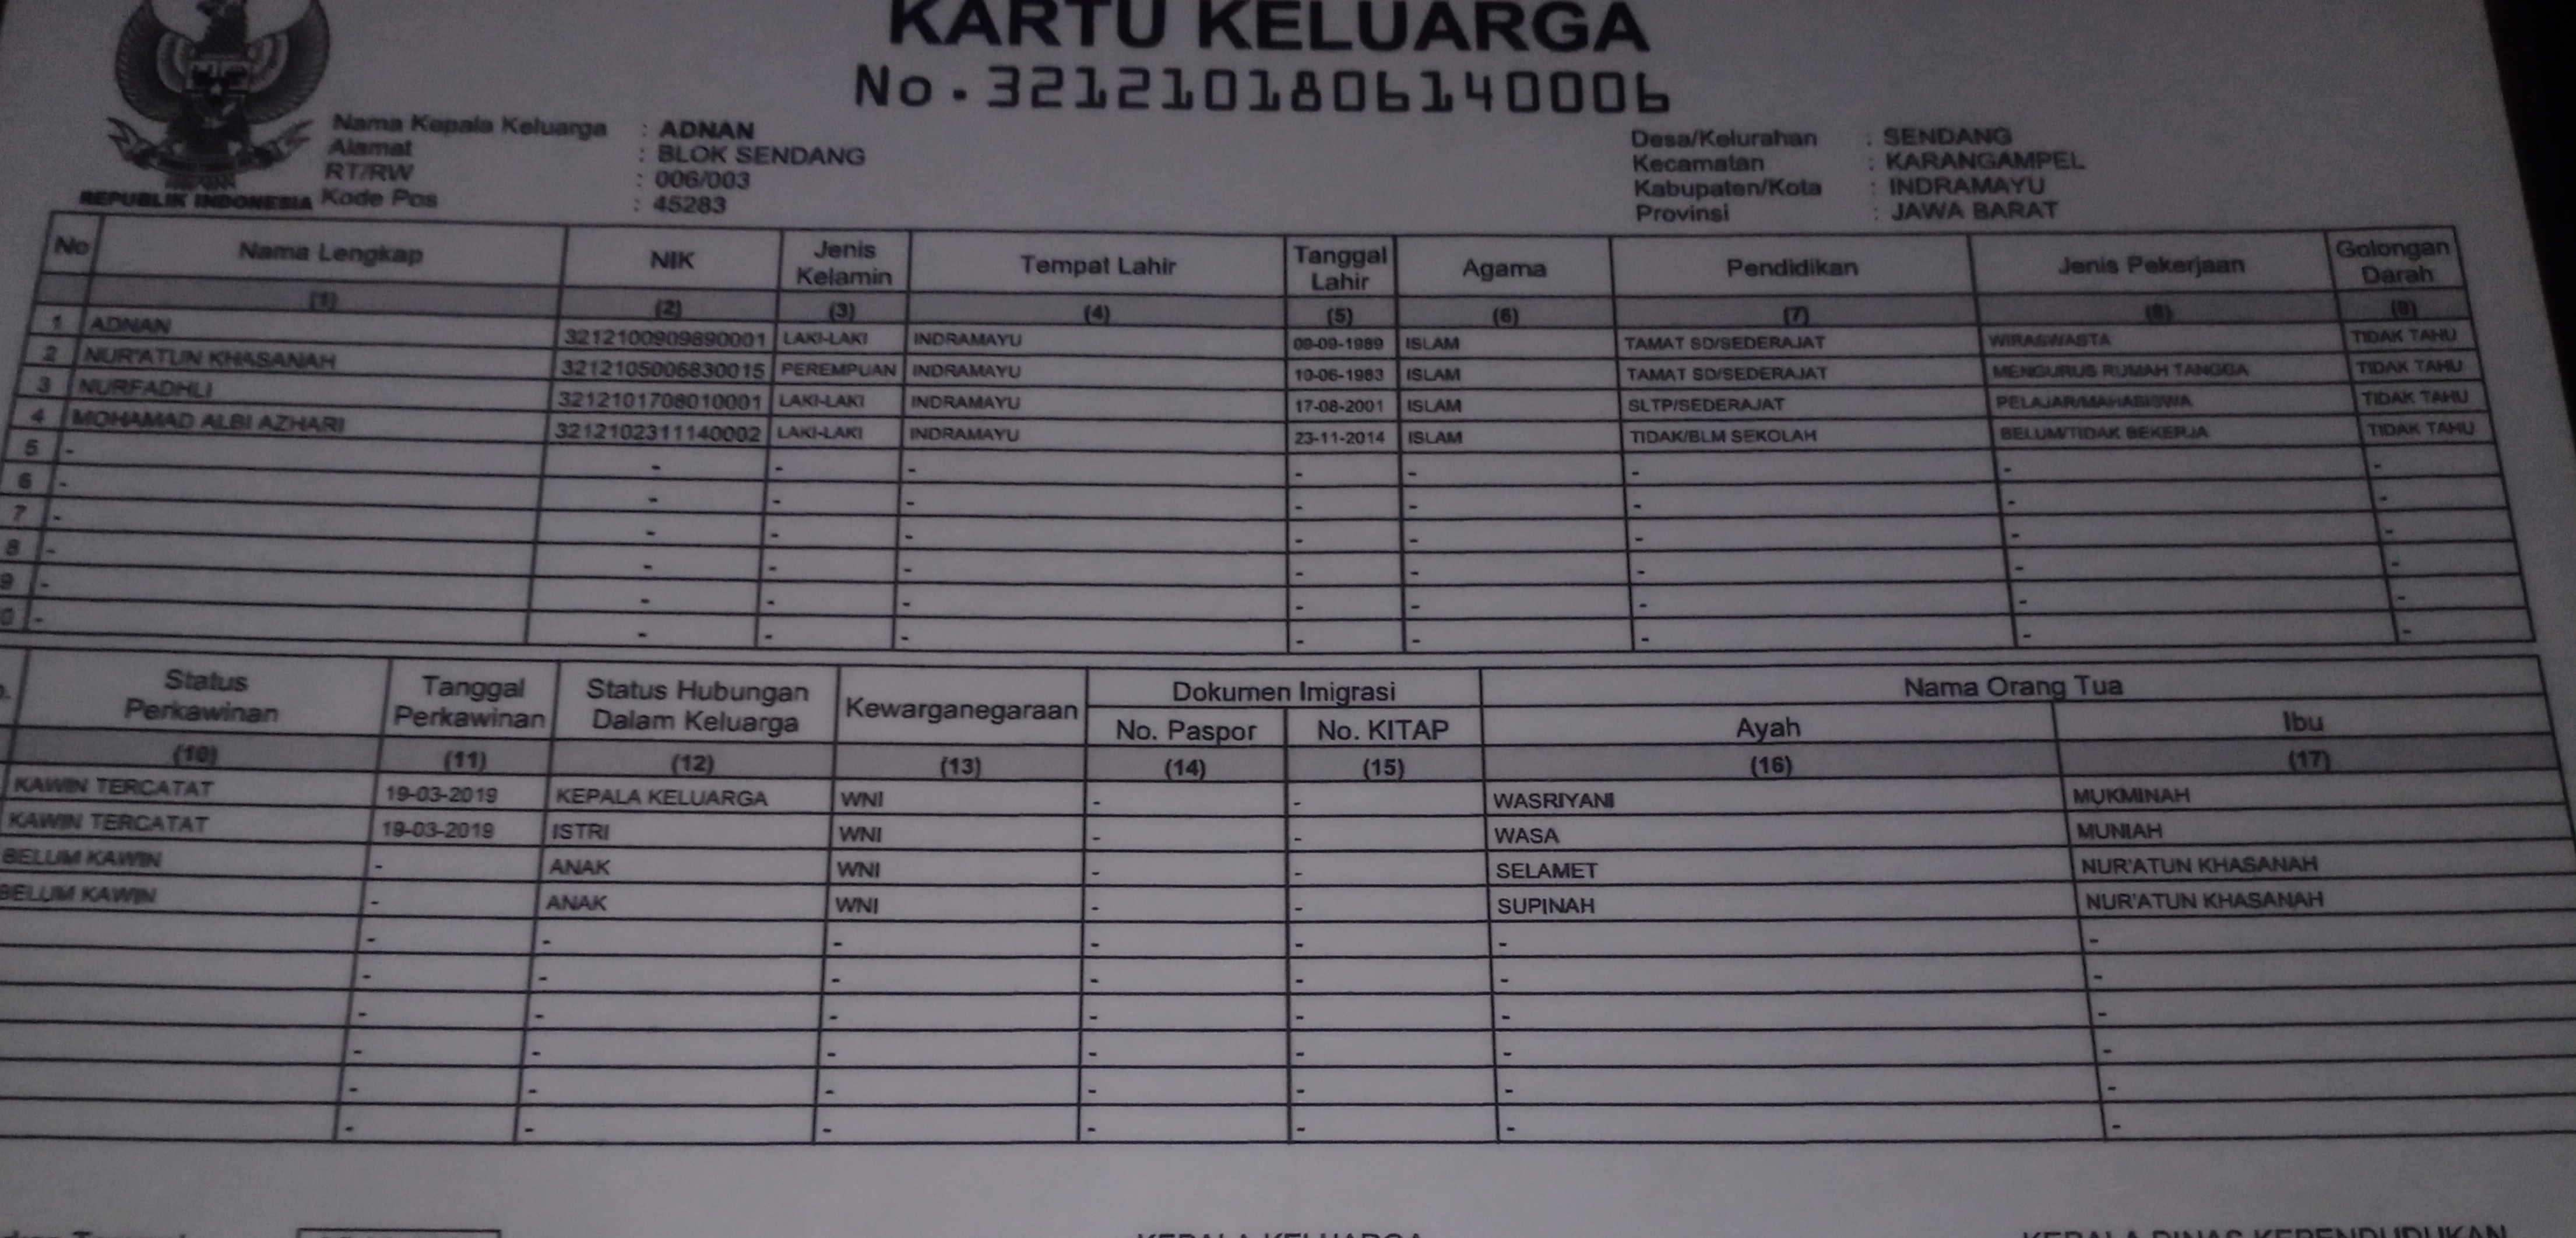 KARTU KELUARGA
No.3212101806140006
REPUBLIK INDONESIA
Nama Kepala Keluarga : ADNAN
Alamat : BLOK SENDANG
RT/RW : 006/003
Kode Pos : 45283
Desa/Kelurahan : SENDANG
Kecamatan : KARANGAMPEL
Kabupaten/Kota : INDRAMAYU
Provinsi : JAWA BARAT
No Nama Lengkap NIK Jenis Kelamin Tempat Lahir Tanggal Lahir Agama Pendidikan Jenis Pekerjaan Golongan Darah
(1) (2) (3) (4) (5) (6) (7) (8) (9)
1 ADNAN 3212100909890001 LAKI-LAKI INDRAMAYU 09-09-1989 ISLAM TAMAT SD/SEDERAJAT WIRASWASTA TIDAK TAHU
2 NUR'ATUN KHASANAH 3212105006830015 PEREMPUAN INDRAMAYU 10-06-1983 ISLAM TAMAT SD/SEDERAJAT MENGURUS RUMAH TANGGA TIDAK TAHU
3 NURFADHLI 3212101708010001 LAKI-LAKI INDRAMAYU 17-08-2001 ISLAM SLTP/SEDERAJAT PELAJAR/MAHASISWA TIDAK TAHU
4 MOHAMAD ALBI AZHARI 3212102311140002 LAKI-LAKI INDRAMAYU 23-11-2014 ISLAM TIDAK/BLM SEKOLAH BELUM/TIDAK BEKERJA TIDAK TAHU
5 - - - - - - - - -
6 - - - - - - - - -
7 - - - - - - - - -
8 - - - - - - - - -
9 - - - - - - - - -
0 - - - - - - - - -
Status Perkawinan Tanggal Perkawinan Status Hubungan Dalam Keluarga Kewarganegaraan Dokumen Imigrasi Nama Orang Tua
No. Paspor No. KITAP Ayah Ibu
(10) (11) (12) (13) (14) (15) (16) (17)
KAWIN TERCATAT 19-03-2019 KEPALA KELUARGA WNI - - WASRIYANI MUKMINAH
KAWIN TERCATAT 19-03-2019 ISTRI WNI - - WASA MUNIAH
BELUM KAWIN - ANAK WNI - - SELAMET NUR'ATUN KHASANAH
BELUM KAWIN - ANAK WNI - - SUPINAH NUR'ATUN KHASANAH
- - - - - - -
- - - - - - -
- - - - - - -
- - - - - - -
- - - - - - -
- - - - - - -
KEPALA KELUARGA
KEPALA DINAS KEPENDUDUKAN